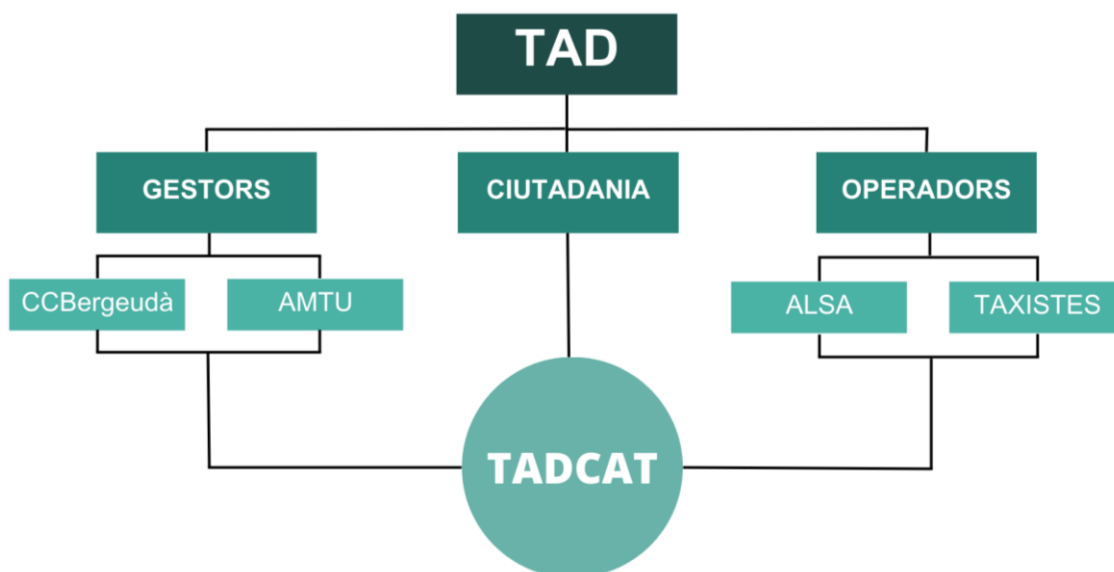 TAD
GESTORS
CIUTADANIA
OPERADORS
CCBergeudà
AMTU
ALSA
TAXISTES
TADCAT